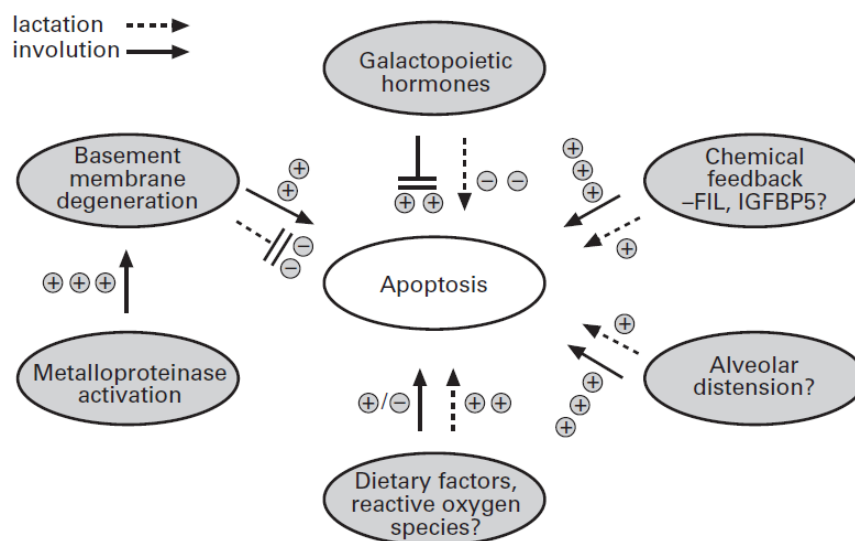 lactation
involution
Galactopoietic
hormones
Basement
membrane
degeneration
+ +
− −
+ +
− −
+ + +
+
Chemical
feedback
–FIL, IGFBP5?
Apoptosis
+ + +
Metalloproteinase
activation
+/−
+ +
+
+ + +
Alveolar
distension?
Dietary factors,
reactive oxygen
species?